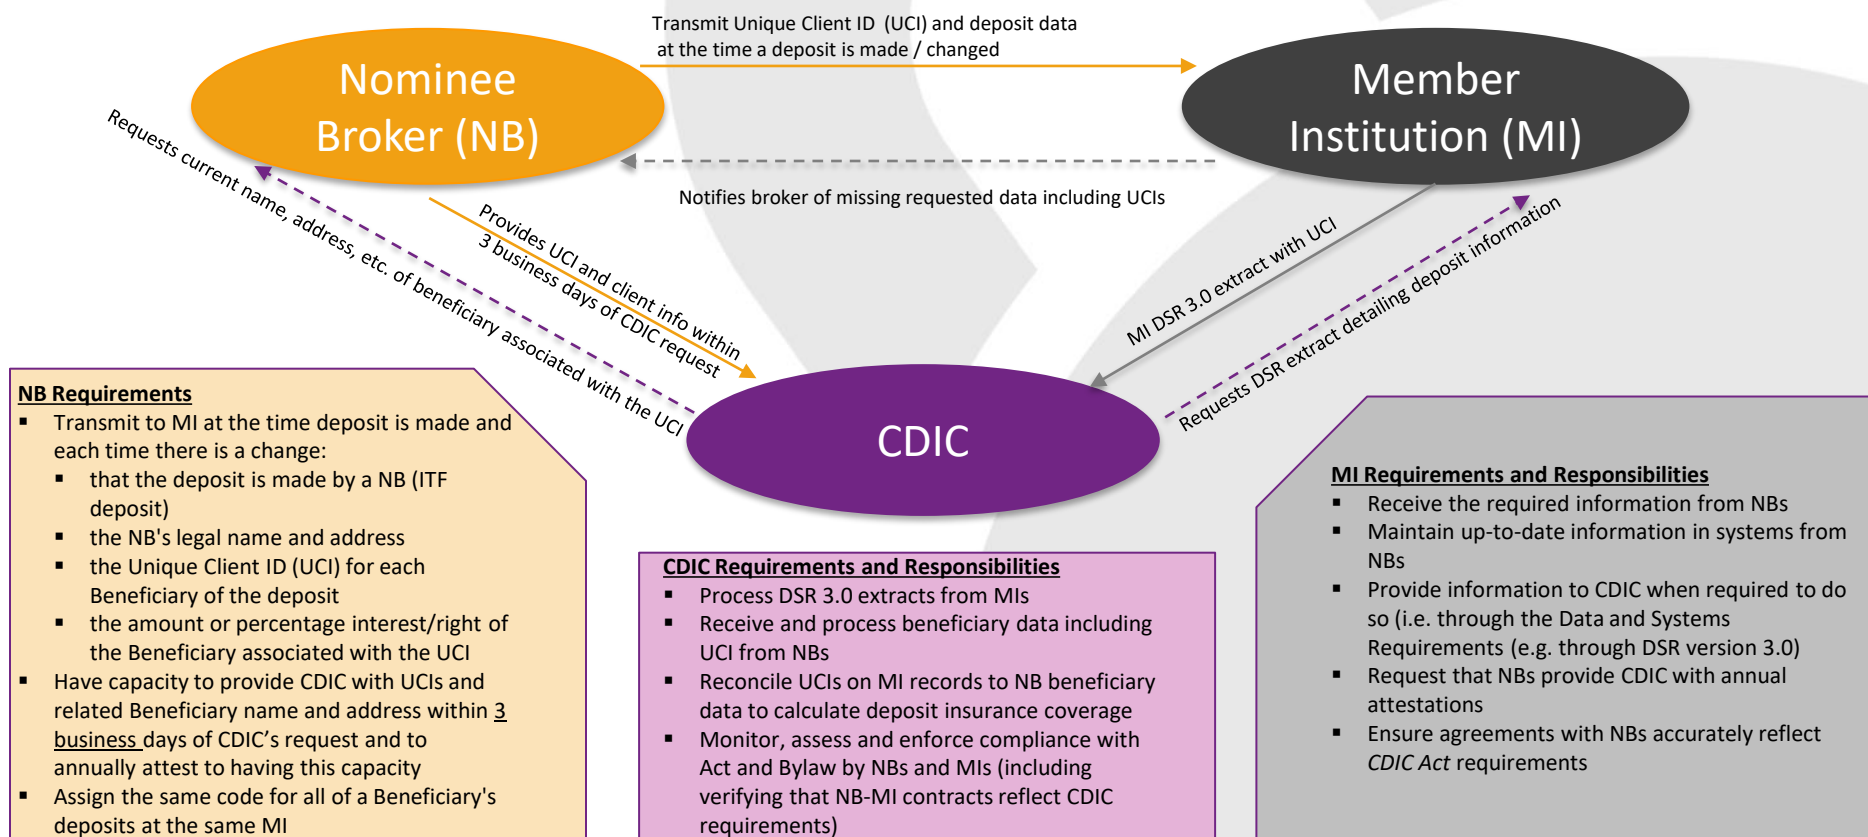 Transmit Unique Client ID (UCI) and deposit data
at the time a deposit is made / changed
Nominee
Broker (NB)
Member
Institution (MI)
Notifies broker of missing requested data including UCIs
Requests current name, address, etc. of beneficiary associated with the UCI
Provides UCI and client info within
3 business days of CDIC request
MI DSR 3.0 extract with UCI
Requests DSR extract detailing deposit information
CDIC
NB Requirements
▪ Transmit to MI at the time deposit is made and
each time there is a change:
▪ that the deposit is made by a NB (ITF
deposit)
▪ the NB's legal name and address
▪ the Unique Client ID (UCI) for each
Beneficiary of the deposit
▪ the amount or percentage interest/right of
the Beneficiary associated with the UCI
▪ Have capacity to provide CDIC with UCIs and
related Beneficiary name and address within 3
business days of CDIC’s request and to
annually attest to having this capacity
▪ Assign the same code for all of a Beneficiary's
deposits at the same MI
CDIC Requirements and Responsibilities
▪ Process DSR 3.0 extracts from MIs
▪ Receive and process beneficiary data including
UCI from NBs
▪ Reconcile UCIs on MI records to NB beneficiary
data to calculate deposit insurance coverage
▪ Monitor, assess and enforce compliance with
Act and Bylaw by NBs and MIs (including
verifying that NB-MI contracts reflect CDIC
requirements)
MI Requirements and Responsibilities
▪ Receive the required information from NBs
▪ Maintain up-to-date information in systems from
NBs
▪ Provide information to CDIC when required to do
so (i.e. through the Data and Systems
Requirements (e.g. through DSR version 3.0)
▪ Request that NBs provide CDIC with annual
attestations
▪ Ensure agreements with NBs accurately reflect
CDIC Act requirements